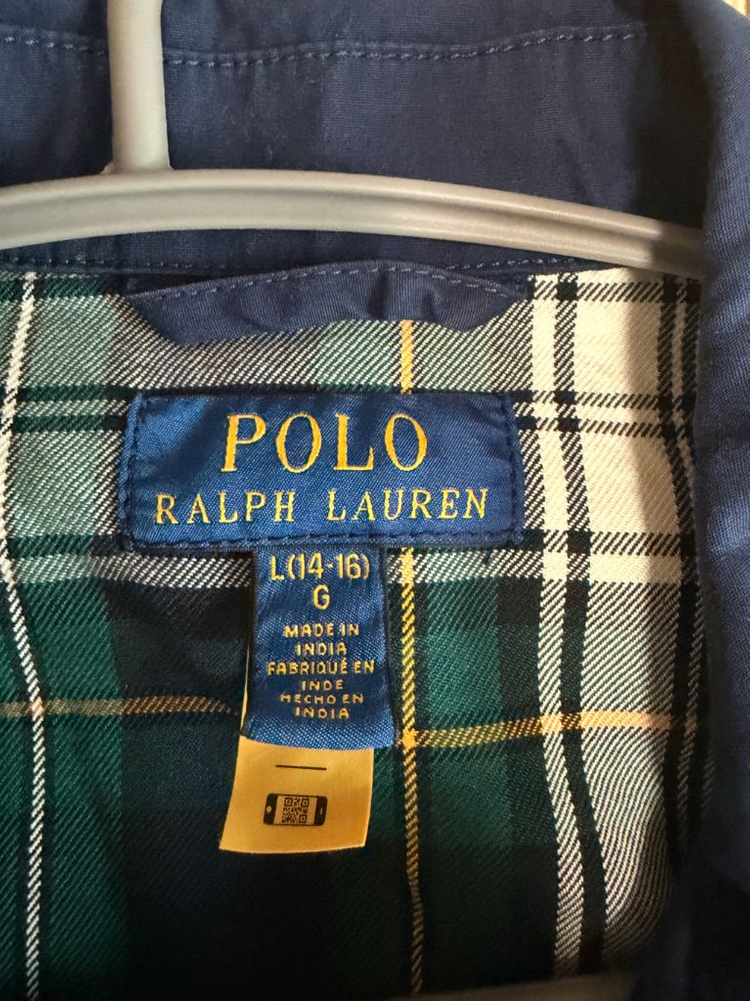 POLO
RALPH LAUREN
L(14-16)
G
MADE IN
INDIA
FABRIQUÉ EN
INDE
HECHO EN
INDIA